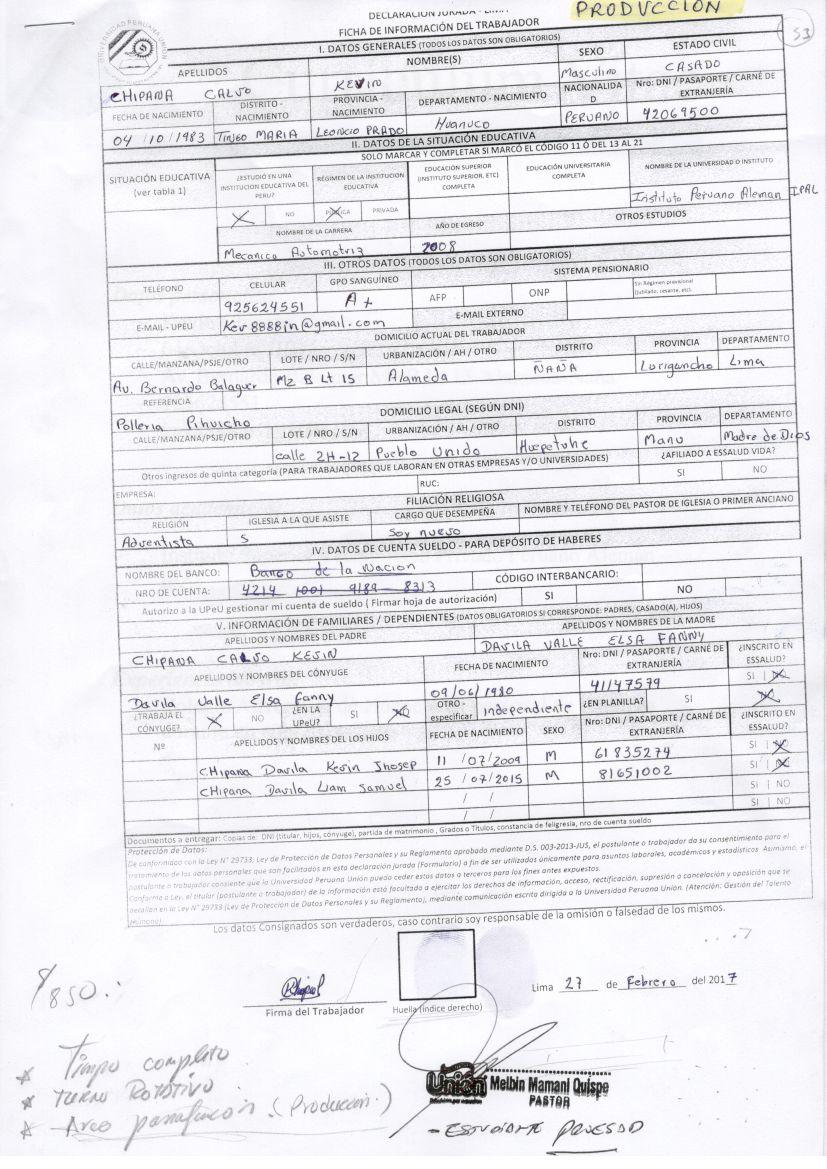 DECLARACIÓN JURADA - LIMA
PRODUCCIÓN
53
FICHA DE INFORMACIÓN DEL TRABAJADOR
UNIVERSIDAD PERUANA UNION
I. DATOS GENERALES (TODOS LOS DATOS SON OBLIGATORIOS)
APELLIDOS NOMBRE(S) SEXO ESTADO CIVIL
CHIPANA CALVO KEVIN Masculino CASADO
FECHA DE NACIMIENTO DISTRITO - NACIMIENTO PROVINCIA - NACIMIENTO DEPARTAMENTO - NACIMIENTO NACIONALIDAD Nro: DNI / PASAPORTE / CARNÉ DE EXTRANJERÍA
04 / 10 / 1983 TINGO MARIA LEONCIO PRADO HUANUCO PERUANO 42069500
II. DATOS DE LA SITUACIÓN EDUCATIVA
SOLO MARCAR Y COMPLETAR SI MARCÓ EL CÓDIGO 11 Ó DEL 13 AL 21
SITUACIÓN EDUCATIVA (ver tabla 1) ¿ESTUDIÓ EN UNA INSTITUCION EDUCATIVA DEL PERU? RÉGIMEN DE LA INSTITUCION EDUCATIVA EDUCACIÓN SUPERIOR (INSTITUTO SUPERIOR, ETC) COMPLETA EDUCACIÓN UNIVERSITARIA COMPLETA NOMBRE DE LA UNIVERSIDAD O INSTITUTO
Instituto Peruano Aleman IPAL
X NO PÚBLICA PRIVADA OTROS ESTUDIOS
NOMBRE DE LA CARRERA AÑO DE EGRESO
Mecanica Automotriz 2008
III. OTROS DATOS (TODOS LOS DATOS SON OBLIGATORIOS)
TELÉFONO CELULAR GPO SANGUÍNEO SISTEMA PENSIONARIO
925624551 A+ AFP ONP Sin Régimen previsional (jubilado, cesante, etc).
E-MAIL - UPEU E-MAIL EXTERNO
Kev8888in@gmail.com
DOMICILIO ACTUAL DEL TRABAJADOR
CALLE/MANZANA/PSJE/OTRO LOTE / NRO / S/N URBANIZACIÓN / AH / OTRO DISTRITO PROVINCIA DEPARTAMENTO
Av. Bernardo Balaguer Mz B Lt 15 Alameda ÑAÑA Lurigancho Lima
REFERENCIA
Polleria Pihuicho
DOMICILIO LEGAL (SEGÚN DNI)
CALLE/MANZANA/PSJE/OTRO LOTE / NRO / S/N URBANIZACIÓN / AH / OTRO DISTRITO PROVINCIA DEPARTAMENTO
calle 2H-12 Pueblo Unido Huepetuhe Manu Madre de Dios
Otros ingresos de quinta categoría (PARA TRABAJADORES QUE LABORAN EN OTRAS EMPRESAS Y/O UNIVERSIDADES) ¿AFILIADO A ESSALUD VIDA?
EMPRESA: RUC: SI NO
FILIACIÓN RELIGIOSA
RELIGIÓN IGLESIA A LA QUE ASISTE CARGO QUE DESEMPEÑA NOMBRE Y TELÉFONO DEL PASTOR DE IGLESIA O PRIMER ANCIANO
Adventista S Soy nuevo
IV. DATOS DE CUENTA SUELDO - PARA DEPÓSITO DE HABERES
NOMBRE DEL BANCO: Banco de la Nacion CÓDIGO INTERBANCARIO:
NRO DE CUENTA: 4214 1001 9189 8313
Autorizo a la UPeU gestionar mi cuenta de sueldo ( Firmar hoja de autorización) SI NO
V. INFORMACIÓN DE FAMILIARES / DEPENDIENTES (DATOS OBLIGATORIOS SI CORRESPONDE: PADRES, CASADO(A), HIJOS)
APELLIDOS Y NOMBRES DEL PADRE APELLIDOS Y NOMBRES DE LA MADRE
CHIPANA CALVO KEVIN DAVILA VALLE ELSA FANNY
APELLIDOS Y NOMBRES DEL CÓNYUGE FECHA DE NACIMIENTO Nro: DNI / PASAPORTE / CARNÉ DE EXTRANJERÍA ¿INSCRITO EN ESSALUD?
Davila Valle Elsa Fanny 09/06/1980 41147579 SI | NO
¿TRABAJA EL CÓNYUGE? X NO ¿EN LA UPeU? SI NO OTRO - especificar independiente ¿EN PLANILLA? SI NO
Nº APELLIDOS Y NOMBRES DEL LOS HIJOS FECHA DE NACIMIENTO SEXO Nro: DNI / PASAPORTE / CARNÉ DE EXTRANJERÍA ¿INSCRITO EN ESSALUD?
CHIPANA Davila Kevin Jhosep 11 / 07 / 2009 M 61835274 SI | NO
CHIPANA Davila Liam Samuel 25 / 07 / 2015 M 81651002 SI | NO
/ / SI | NO
/ / SI | NO
Documentos a entregar: Copias de: DNI (titular, hijos, cónyuge), partida de matrimonio , Grados o Títulos, constancia de feligresia, nro de cuenta sueldo
Protección de Datos:
De conformidad con la Ley N° 29733, Ley de Protección de Datos Personales y su Reglamento aprobado mediante D.S. 003-2013-JUS, el postulante o trabajador da su consentimiento para el
tratamiento de los datos personales que son facilitados en esta declaración jurada (Formulario) a fin de ser utilizados únicamente para asuntos laborales, académicos y estadísticos. Asimismo, el
postulante o trabajador consiente que la Universidad Peruana Unión pueda ceder estos datos a terceros para los fines antes expuestos.
Conforme a Ley, el titular (postulante o trabajador) de la información está facultado a ejercitar los derechos de información, acceso, rectificación, supresión o cancelación y oposición que se
detallan en la Ley N° 29733 (Ley de Protección de Datos Personales y su Reglamento), mediante comunicación escrita dirigida a la Universidad Peruana Unión. (Atención: Gestión del Talento
Humano).
Los datos Consignados son verdaderos, caso contrario soy responsable de la omisión o falsedad de los mismos.
Firma del Trabajador Huella (índice derecho) Lima 27 de Febrero del 2017
850.
* Timpo completo
* TURNO ROTATIVO
* Area (Produccion.)
Unión Melbin Mamani Quispe
PASTOR
- ESTUDIANTE PROESAD